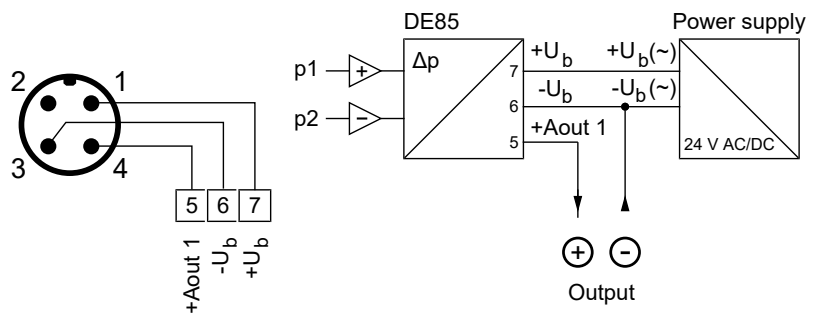 DE85
Power supply
2
1
3
4
5 6 7
+Aout 1
-Ub
+Ub
p1
+
Δp
7
+Ub
+Ub(~)
p2
−
6
-Ub
-Ub(~)
5
+Aout 1
24 V AC/DC
+ −
Output